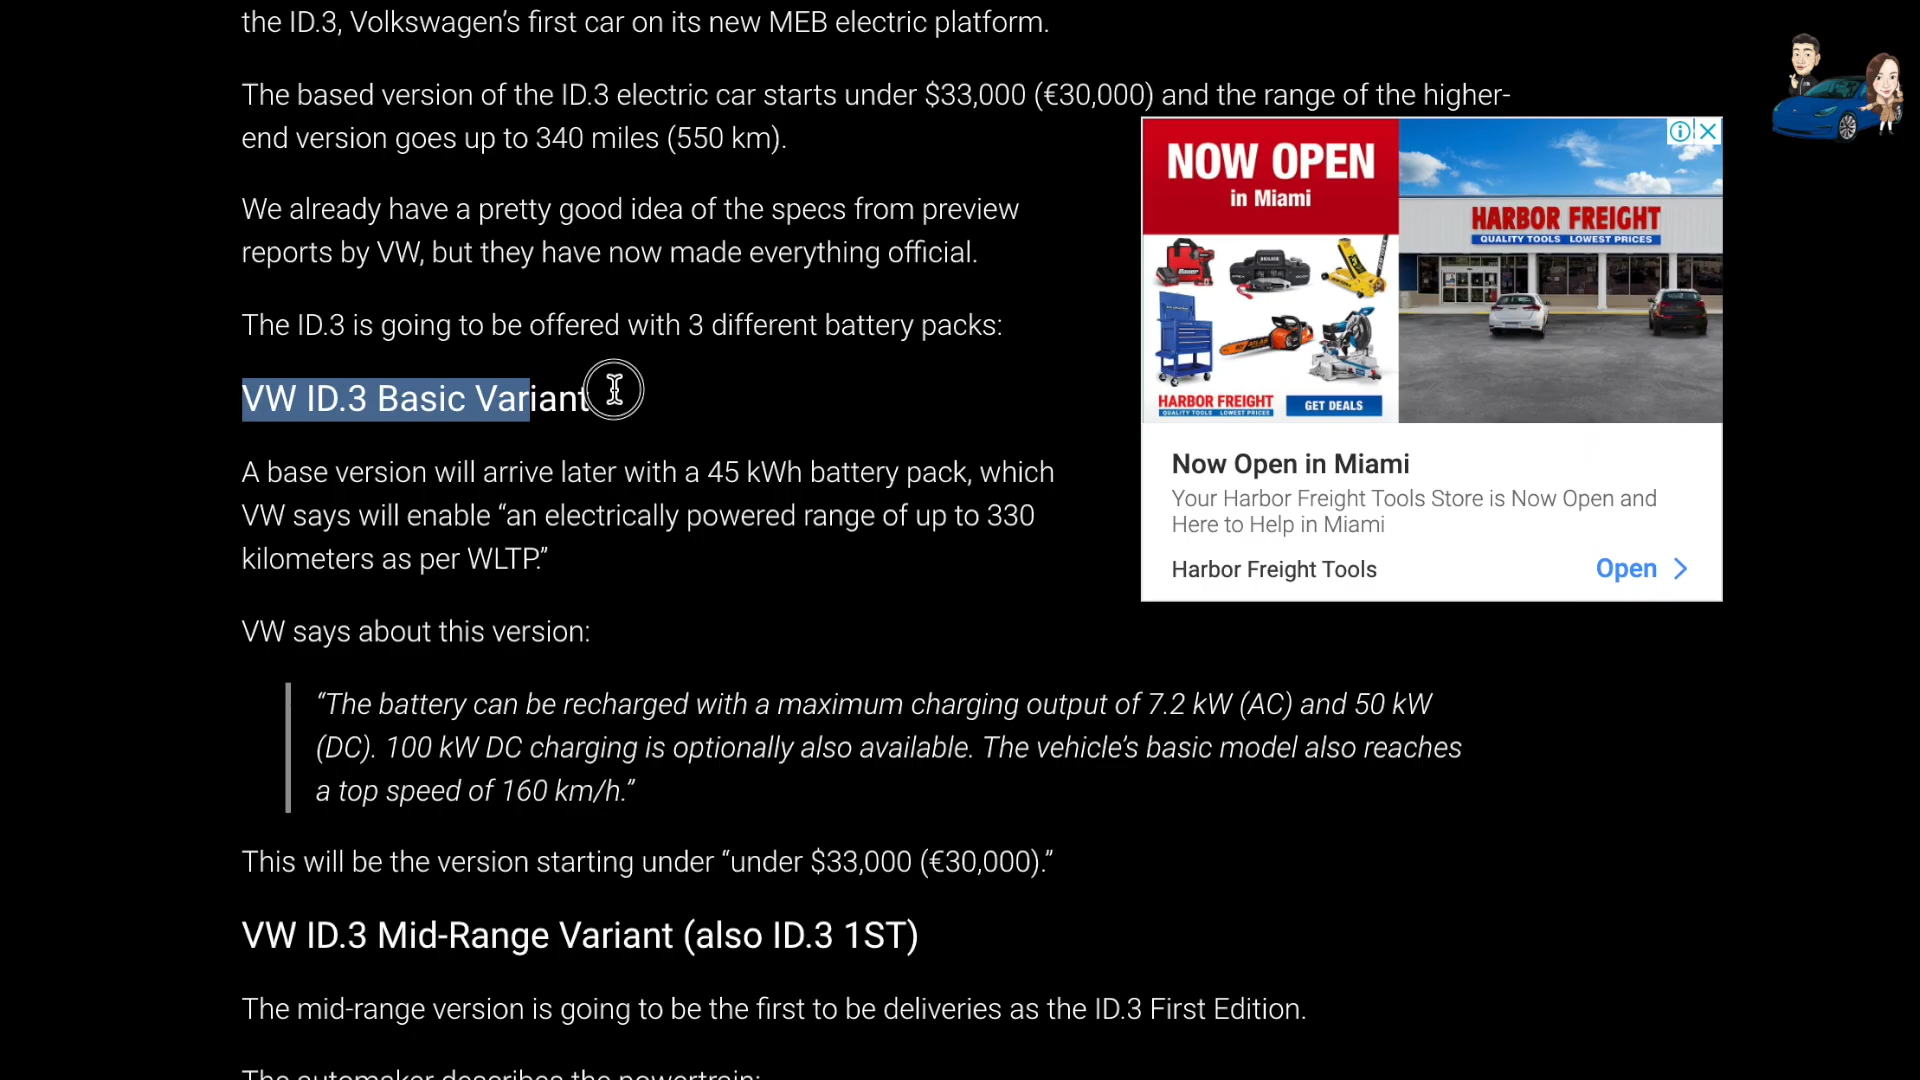 the ID.3, Volkswagen’s first car on its new MEB electric platform.
The based version of the ID.3 electric car starts under $33,000 (€30,000) and the range of the higher-
end version goes up to 340 miles (550 km).
We already have a pretty good idea of the specs from preview
reports by VW, but they have now made everything official.
The ID.3 is going to be offered with 3 different battery packs:
VW ID.3 Basic Variant
A base version will arrive later with a 45 kWh battery pack, which
VW says will enable “an electrically powered range of up to 330
kilometers as per WLTP.”
VW says about this version:
“The battery can be recharged with a maximum charging output of 7.2 kW (AC) and 50 kW
(DC). 100 kW DC charging is optionally also available. The vehicle’s basic model also reaches
a top speed of 160 km/h.”
This will be the version starting under “under $33,000 (€30,000).”
VW ID.3 Mid-Range Variant (also ID.3 1ST)
The mid-range version is going to be the first to be deliveries as the ID.3 First Edition.
The automaker describes the powertrain:
NOW OPEN
in Miami
HARBOR FREIGHT
QUALITY TOOLS LOWEST PRICES
Bauer
HARBOR FREIGHT
QUALITY TOOLS LOWEST PRICES
GET DEALS
Now Open in Miami
Your Harbor Freight Tools Store is Now Open and
Here to Help in Miami
Harbor Freight Tools
Open